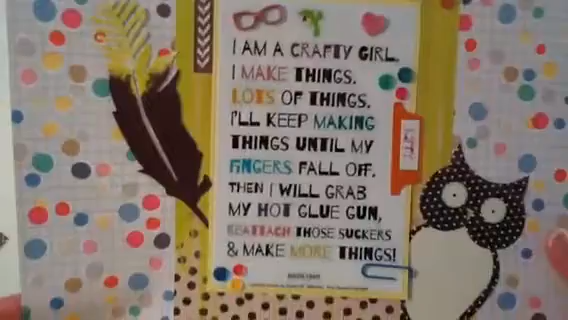 I AM A CRAFTY GIRL.
I MAKE THINGS.
LOTS OF THINGS.
I'LL KEEP MAKING
THINGS UNTIL MY
FINGERS FALL OFF.
THEN I WILL GRAB
MY HOT GLUE GUN,
REATTACH THOSE SUCKERS
& MAKE MORE THINGS!